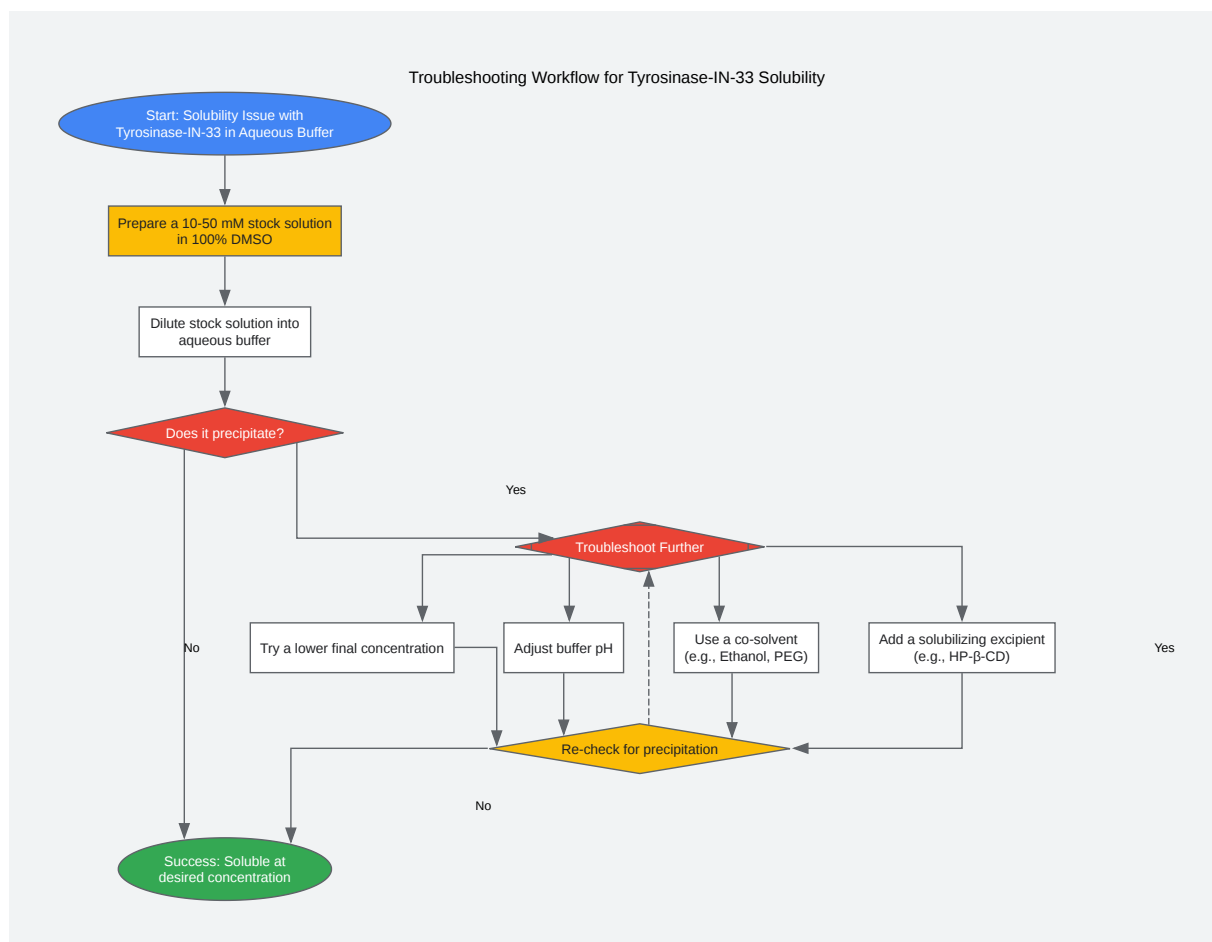 Troubleshooting Workflow for Tyrosinase-IN-33 Solubility
Start: Solubility Issue with
Tyrosinase-IN-33 in Aqueous Buffer
Prepare a 10-50 mM stock solution
in 100% DMSO
Dilute stock solution into
aqueous buffer
Does it precipitate?
Yes
Troubleshoot Further
No
Try a lower final concentration
Adjust buffer pH
Use a co-solvent
(e.g., Ethanol, PEG)
Add a solubilizing excipient
(e.g., HP-β-CD)
Yes
Re-check for precipitation
No
Success: Soluble at
desired concentration